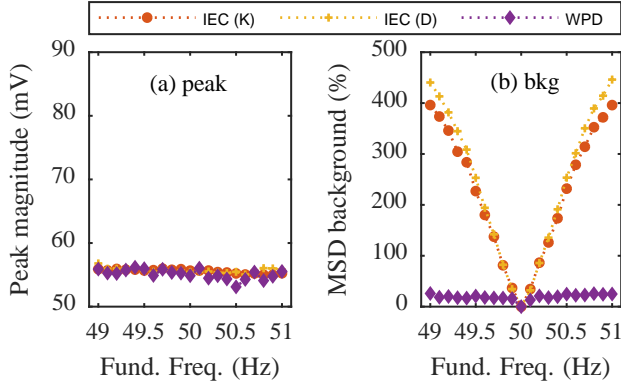 IEC (K) IEC (D) WPD
(a) peak
Peak magnitude (mV)
90
80
70
60
50
49 49.5 50 50.5 51
Fund. Freq. (Hz)
(b) bkg
MSD background (%)
500
400
300
200
100
0
49 49.5 50 50.5 51
Fund. Freq. (Hz)